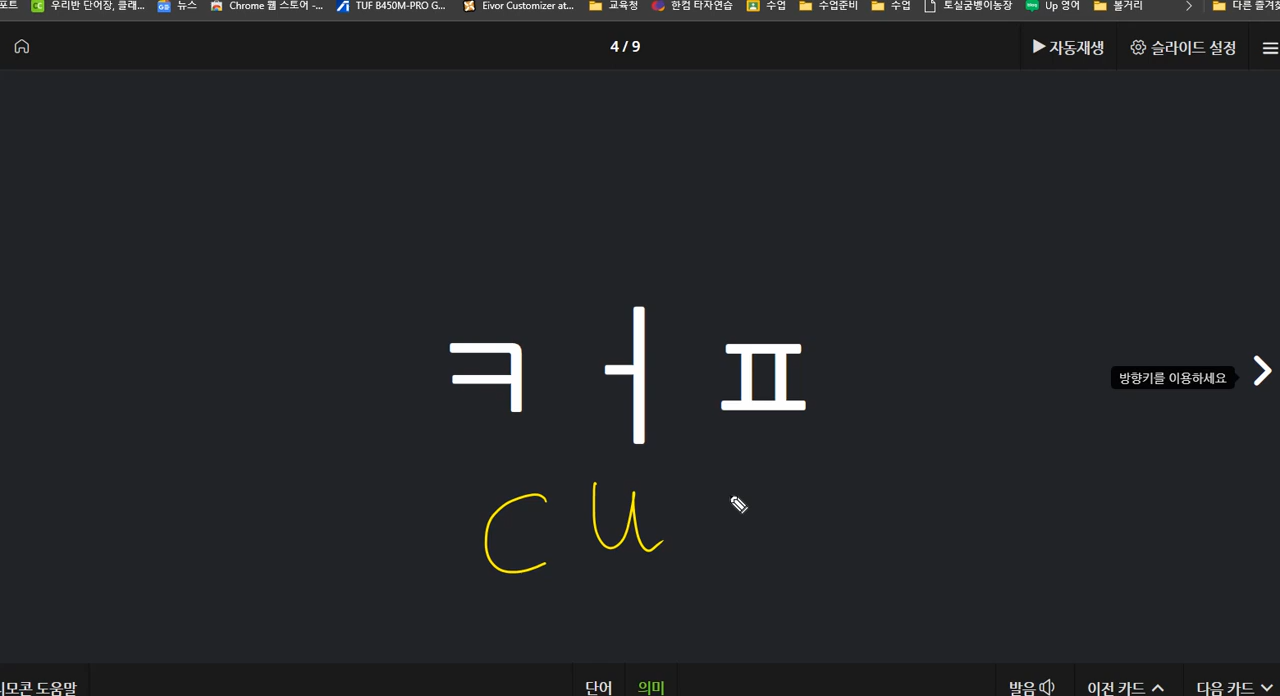 포트 우리반 단어장, 클래... 뉴스 Chrome 웹 스토어 -... TUF B450M-PRO G... Eivor Customizer at... 교육청 한컴 타자연습 수업 수업준비 수업 토실굼벵이농장 Up 영어 볼거리 다른 즐겨찾
4 / 9 자동재생 슬라이드 설정
ㅋ ㅓ ㅍ
방향키를 이용하세요
c u
리모콘 도움말 단어 의미 발음 이전 카드 다음 카드